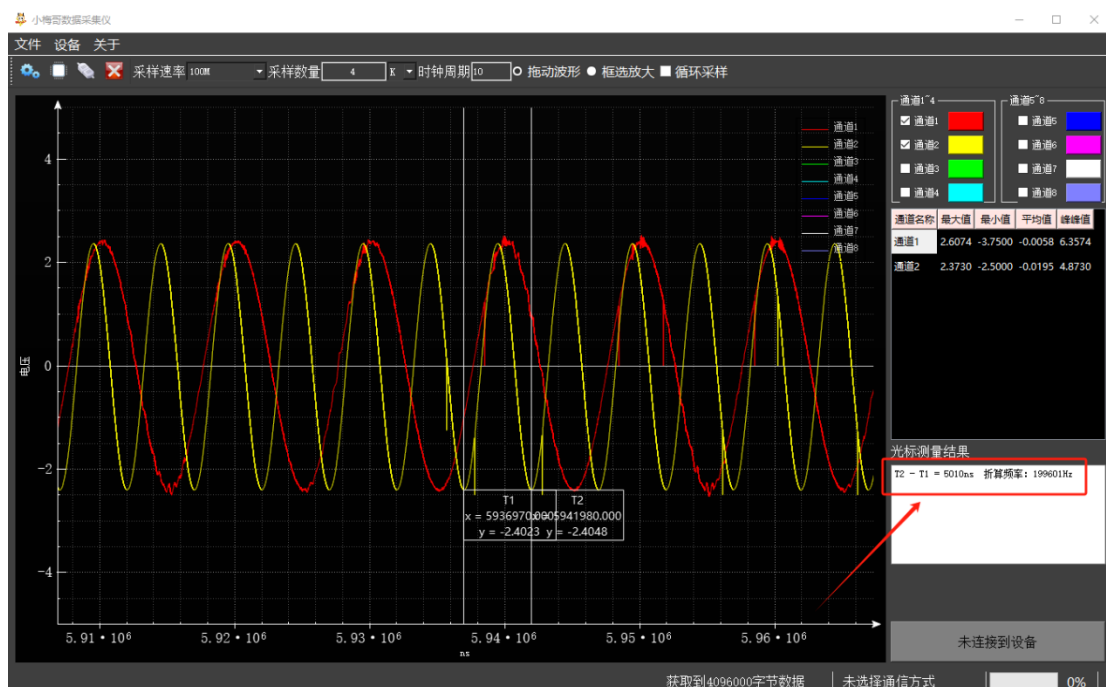 小梅哥数据采集仪
文件 设备 关于
采样速率 100M 采样数量 4 K 时钟周期 10 拖动波形 框选放大 循环采样
通道1~4 通道5~8
通道1 通道5
通道2 通道6
通道3 通道7
通道4 通道8
通道1
通道2
通道3
通道4
通道5
通道6
通道7
通道8
4
2
0
-2
-4
电压
通道名称 最大值 最小值 平均值 峰峰值
通道1 2.6074 -3.7500 -0.0058 6.3574
通道2 2.3730 -2.5000 -0.0195 4.8730
光标测量结果
T2 - T1 = 5010ns 折算频率: 199601Hz
T1 T2
x = 5936970.000 5941980.000
y = -2.4023 y = -2.4048
5.91·10⁶ 5.92·10⁶ 5.93·10⁶ 5.94·10⁶ 5.95·10⁶ 5.96·10⁶
ns
未连接到设备
获取到4096000字节数据 未选择通信方式 0%